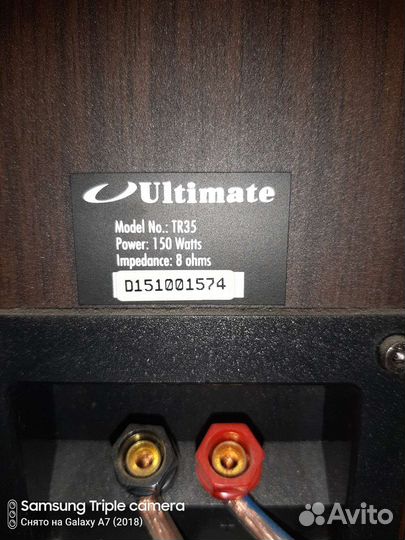 Ultimate
Model No.: TR35
Power: 150 Watts
Impedance: 8 ohms
D151001574
Samsung Triple camera
Снято на Galaxy A7 (2018)
Avito